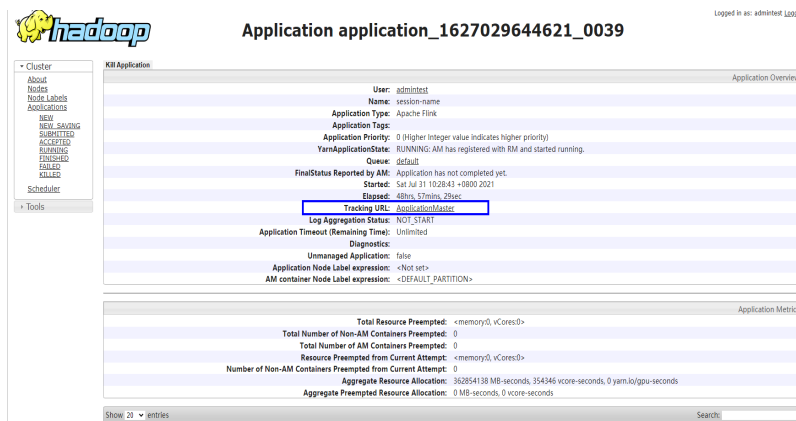 Logged in as: admintest Logo
hadoop
Application application_1627029644621_0039
Cluster
About
Nodes
Node Labels
Applications
NEW
NEW_SAVING
SUBMITTED
ACCEPTED
RUNNING
FINISHED
FAILED
KILLED
Scheduler
Tools
Kill Application
Application Overview
User: admintest
Name: session-name
Application Type: Apache Flink
Application Tags:
Application Priority: 0 (Higher Integer value indicates higher priority)
YarnApplicationState: RUNNING: AM has registered with RM and started running.
Queue: default
FinalStatus Reported by AM: Application has not completed yet.
Started: Sat Jul 31 10:28:43 +0800 2021
Elapsed: 48hrs, 57mins, 29sec
Tracking URL: ApplicationMaster
Log Aggregation Status: NOT_START
Application Timeout (Remaining Time): Unlimited
Diagnostics:
Unmanaged Application: false
Application Node Label expression: <Not set>
AM container Node Label expression: <DEFAULT_PARTITION>
Application Metric
Total Resource Preempted: <memory:0, vCores:0>
Total Number of Non-AM Containers Preempted: 0
Total Number of AM Containers Preempted: 0
Resource Preempted from Current Attempt: <memory:0, vCores:0>
Number of Non-AM Containers Preempted from Current Attempt: 0
Aggregate Resource Allocation: 362854138 MB-seconds, 354346 vcore-seconds, 0 yarn.io/gpu-seconds
Aggregate Preempted Resource Allocation: 0 MB-seconds, 0 vcore-seconds
Show 20 entries
Search: